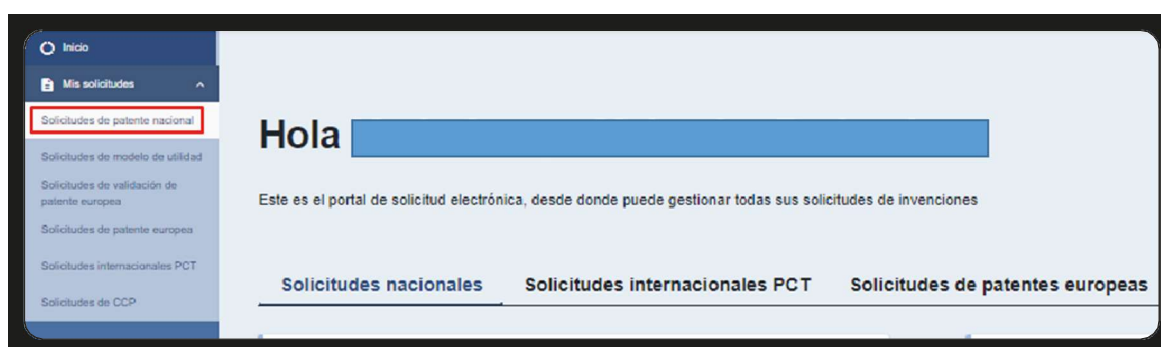 Inicio
Mis solicitudes
Solicitudes de patente nacional
Solicitudes de modelo de utilidad
Solicitudes de validación de
patente europea
Solicitudes de patente europea
Solicitudes internacionales PCT
Solicitudes de CCP
Hola
Este es el portal de solicitud electrónica, desde donde puede gestionar todas sus solicitudes de invenciones
Solicitudes nacionales Solicitudes internacionales PCT Solicitudes de patentes europeas